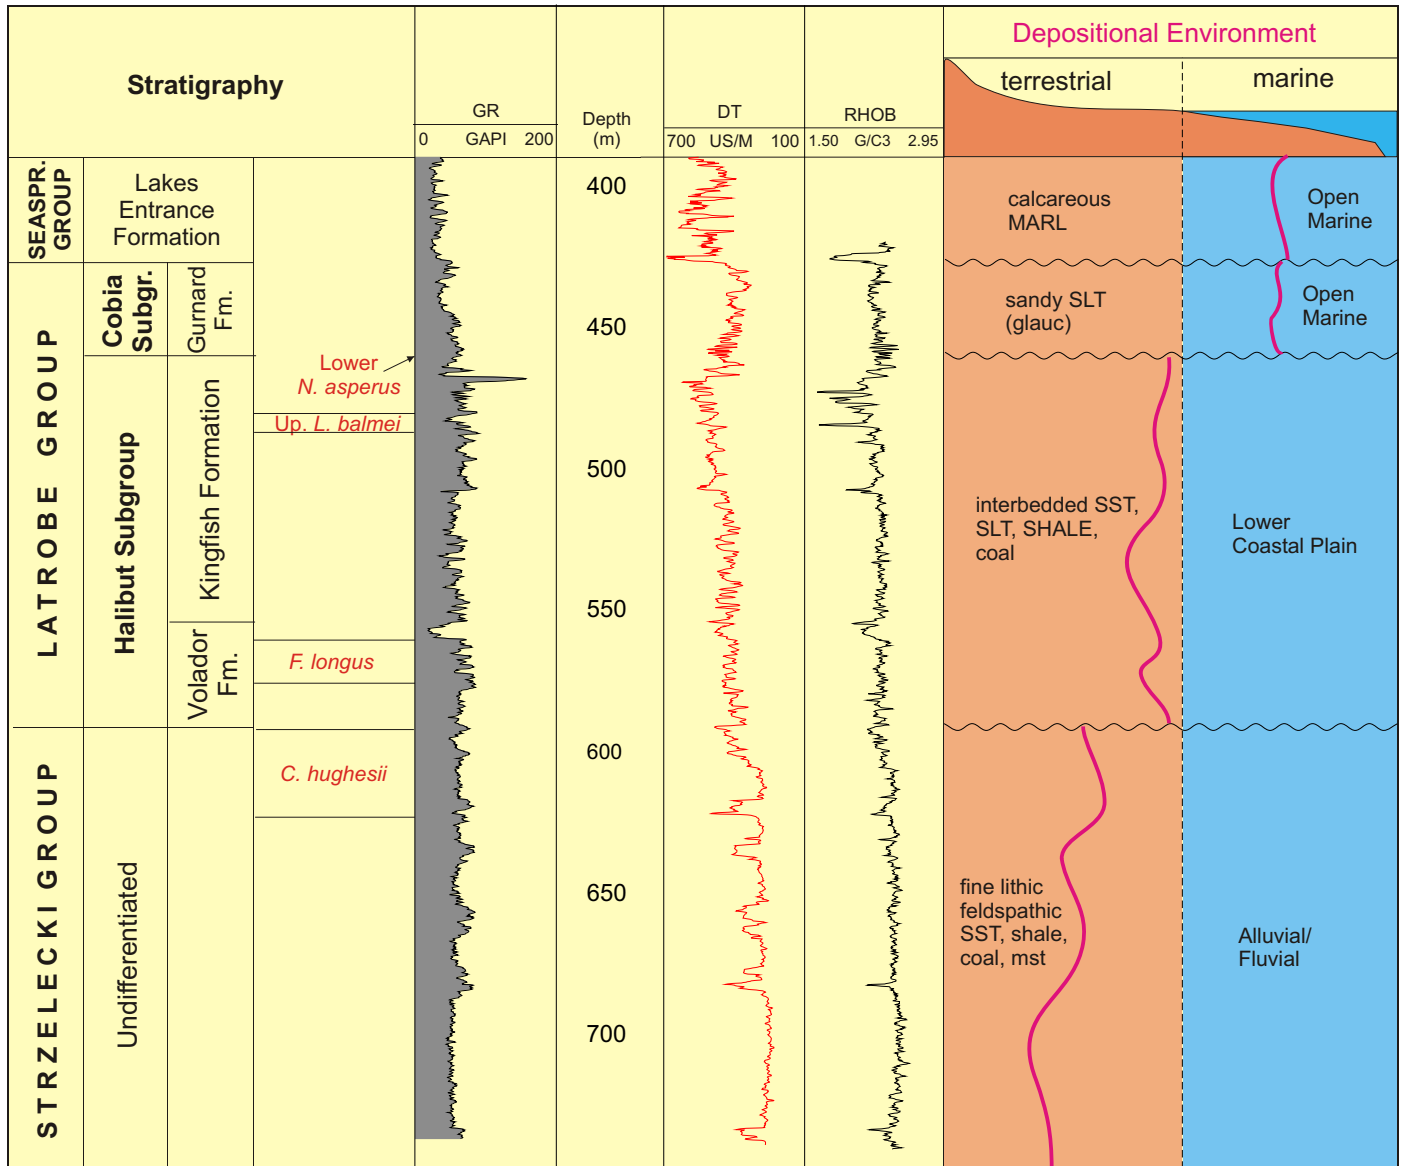 Depositional Environment
Stratigraphy
terrestrial
marine
GR
0 GAPI 200
Depth
(m)
DT
700 US/M 100
RHOB
1.50 G/C3 2.95
SEASPR.
GROUP
Lakes
Entrance
Formation
LATROBE GROUP
Cobia
Subgr.
Gurnard
Fm.
Halibut Subgroup
Kingfish Formation
Volador
Fm.
STRZELECKI GROUP
Undifferentiated
Lower
N. asperus
Up. L. balmei
F. longus
C. hughesii
400
450
500
550
600
650
700
calcareous
MARL
Open
Marine
sandy SLT
(glauc)
Open
Marine
interbedded SST,
SLT, SHALE,
coal
Lower
Coastal Plain
fine lithic
feldspathic
SST, shale,
coal, mst
Alluvial/
Fluvial